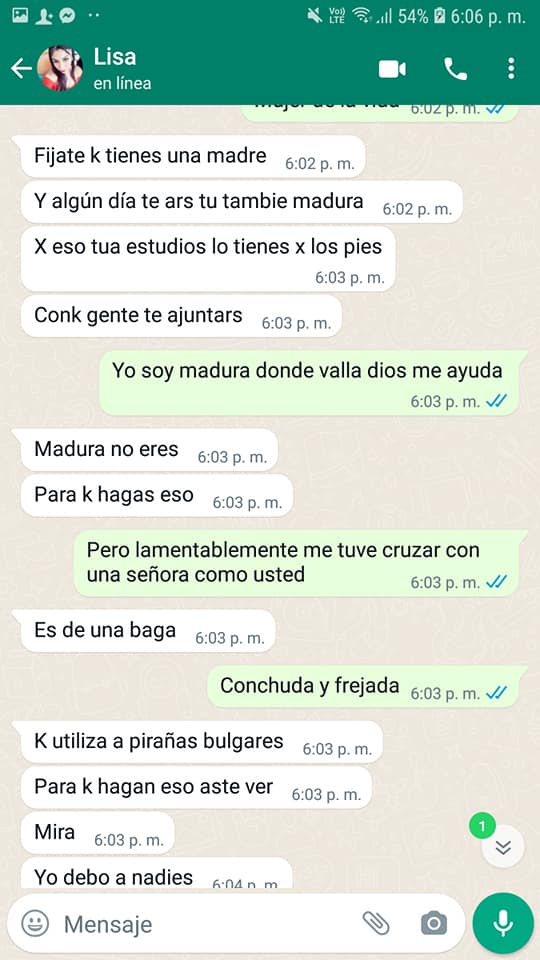 54% 6:06 p. m.
Lisa
en línea
Mujer de la vida 6:02 p. m.
Fijate k tienes una madre 6:02 p. m.
Y algún día te ars tu tambie madura 6:02 p. m.
X eso tua estudios lo tienes x los pies
6:03 p. m.
Conk gente te ajuntars 6:03 p. m.
Yo soy madura donde valla dios me ayuda
6:03 p. m.
Madura no eres 6:03 p. m.
Para k hagas eso 6:03 p. m.
Pero lamentablemente me tuve cruzar con
una señora como usted 6:03 p. m.
Es de una baga 6:03 p. m.
Conchuda y frejada 6:03 p. m.
K utiliza a pirañas bulgares 6:03 p. m.
Para k hagan eso aste ver 6:03 p. m.
Mira 6:03 p. m.
1
Yo debo a nadies 6:04 p. m.
Mensaje